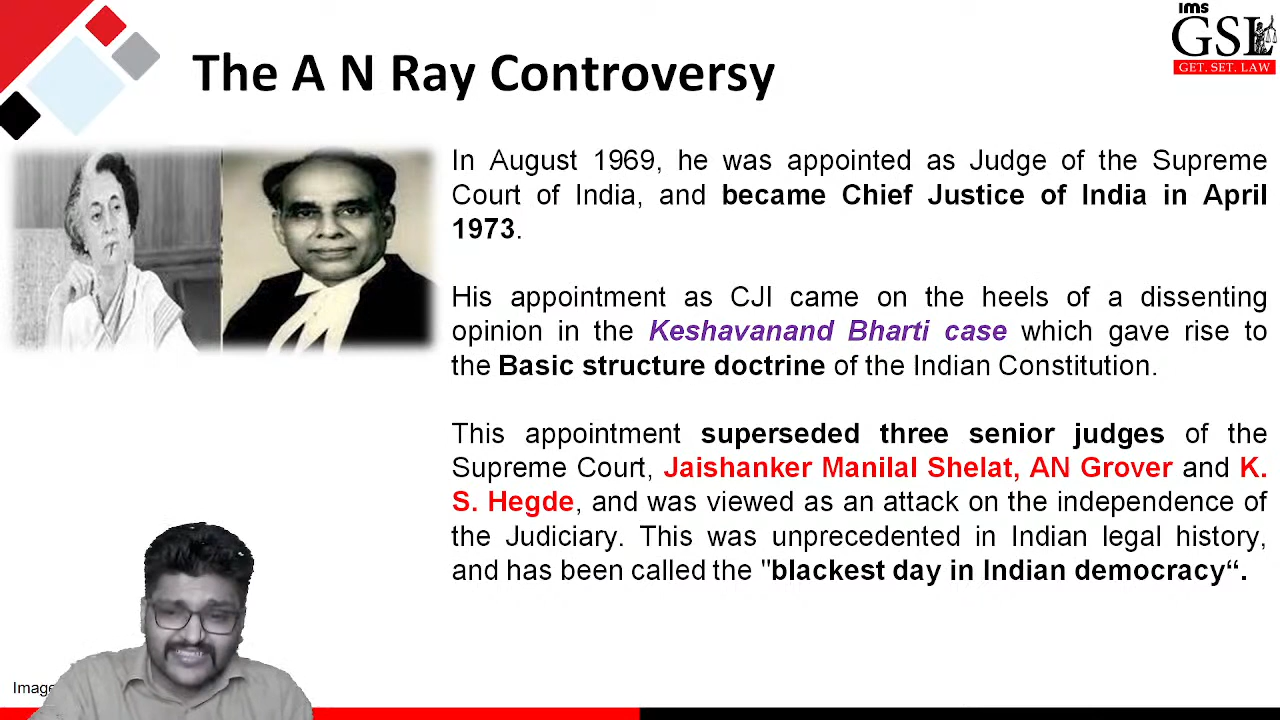 ims
GSL
GET. SET. LAW
The A N Ray Controversy
In August 1969, he was appointed as Judge of the Supreme
Court of India, and became Chief Justice of India in April
1973.
His appointment as CJI came on the heels of a dissenting
opinion in the Keshavanand Bharti case which gave rise to
the Basic structure doctrine of the Indian Constitution.
This appointment superseded three senior judges of the
Supreme Court, Jaishanker Manilal Shelat, AN Grover and K.
S. Hegde, and was viewed as an attack on the independence of
the Judiciary. This was unprecedented in Indian legal history,
and has been called the "blackest day in Indian democracy“.
Image